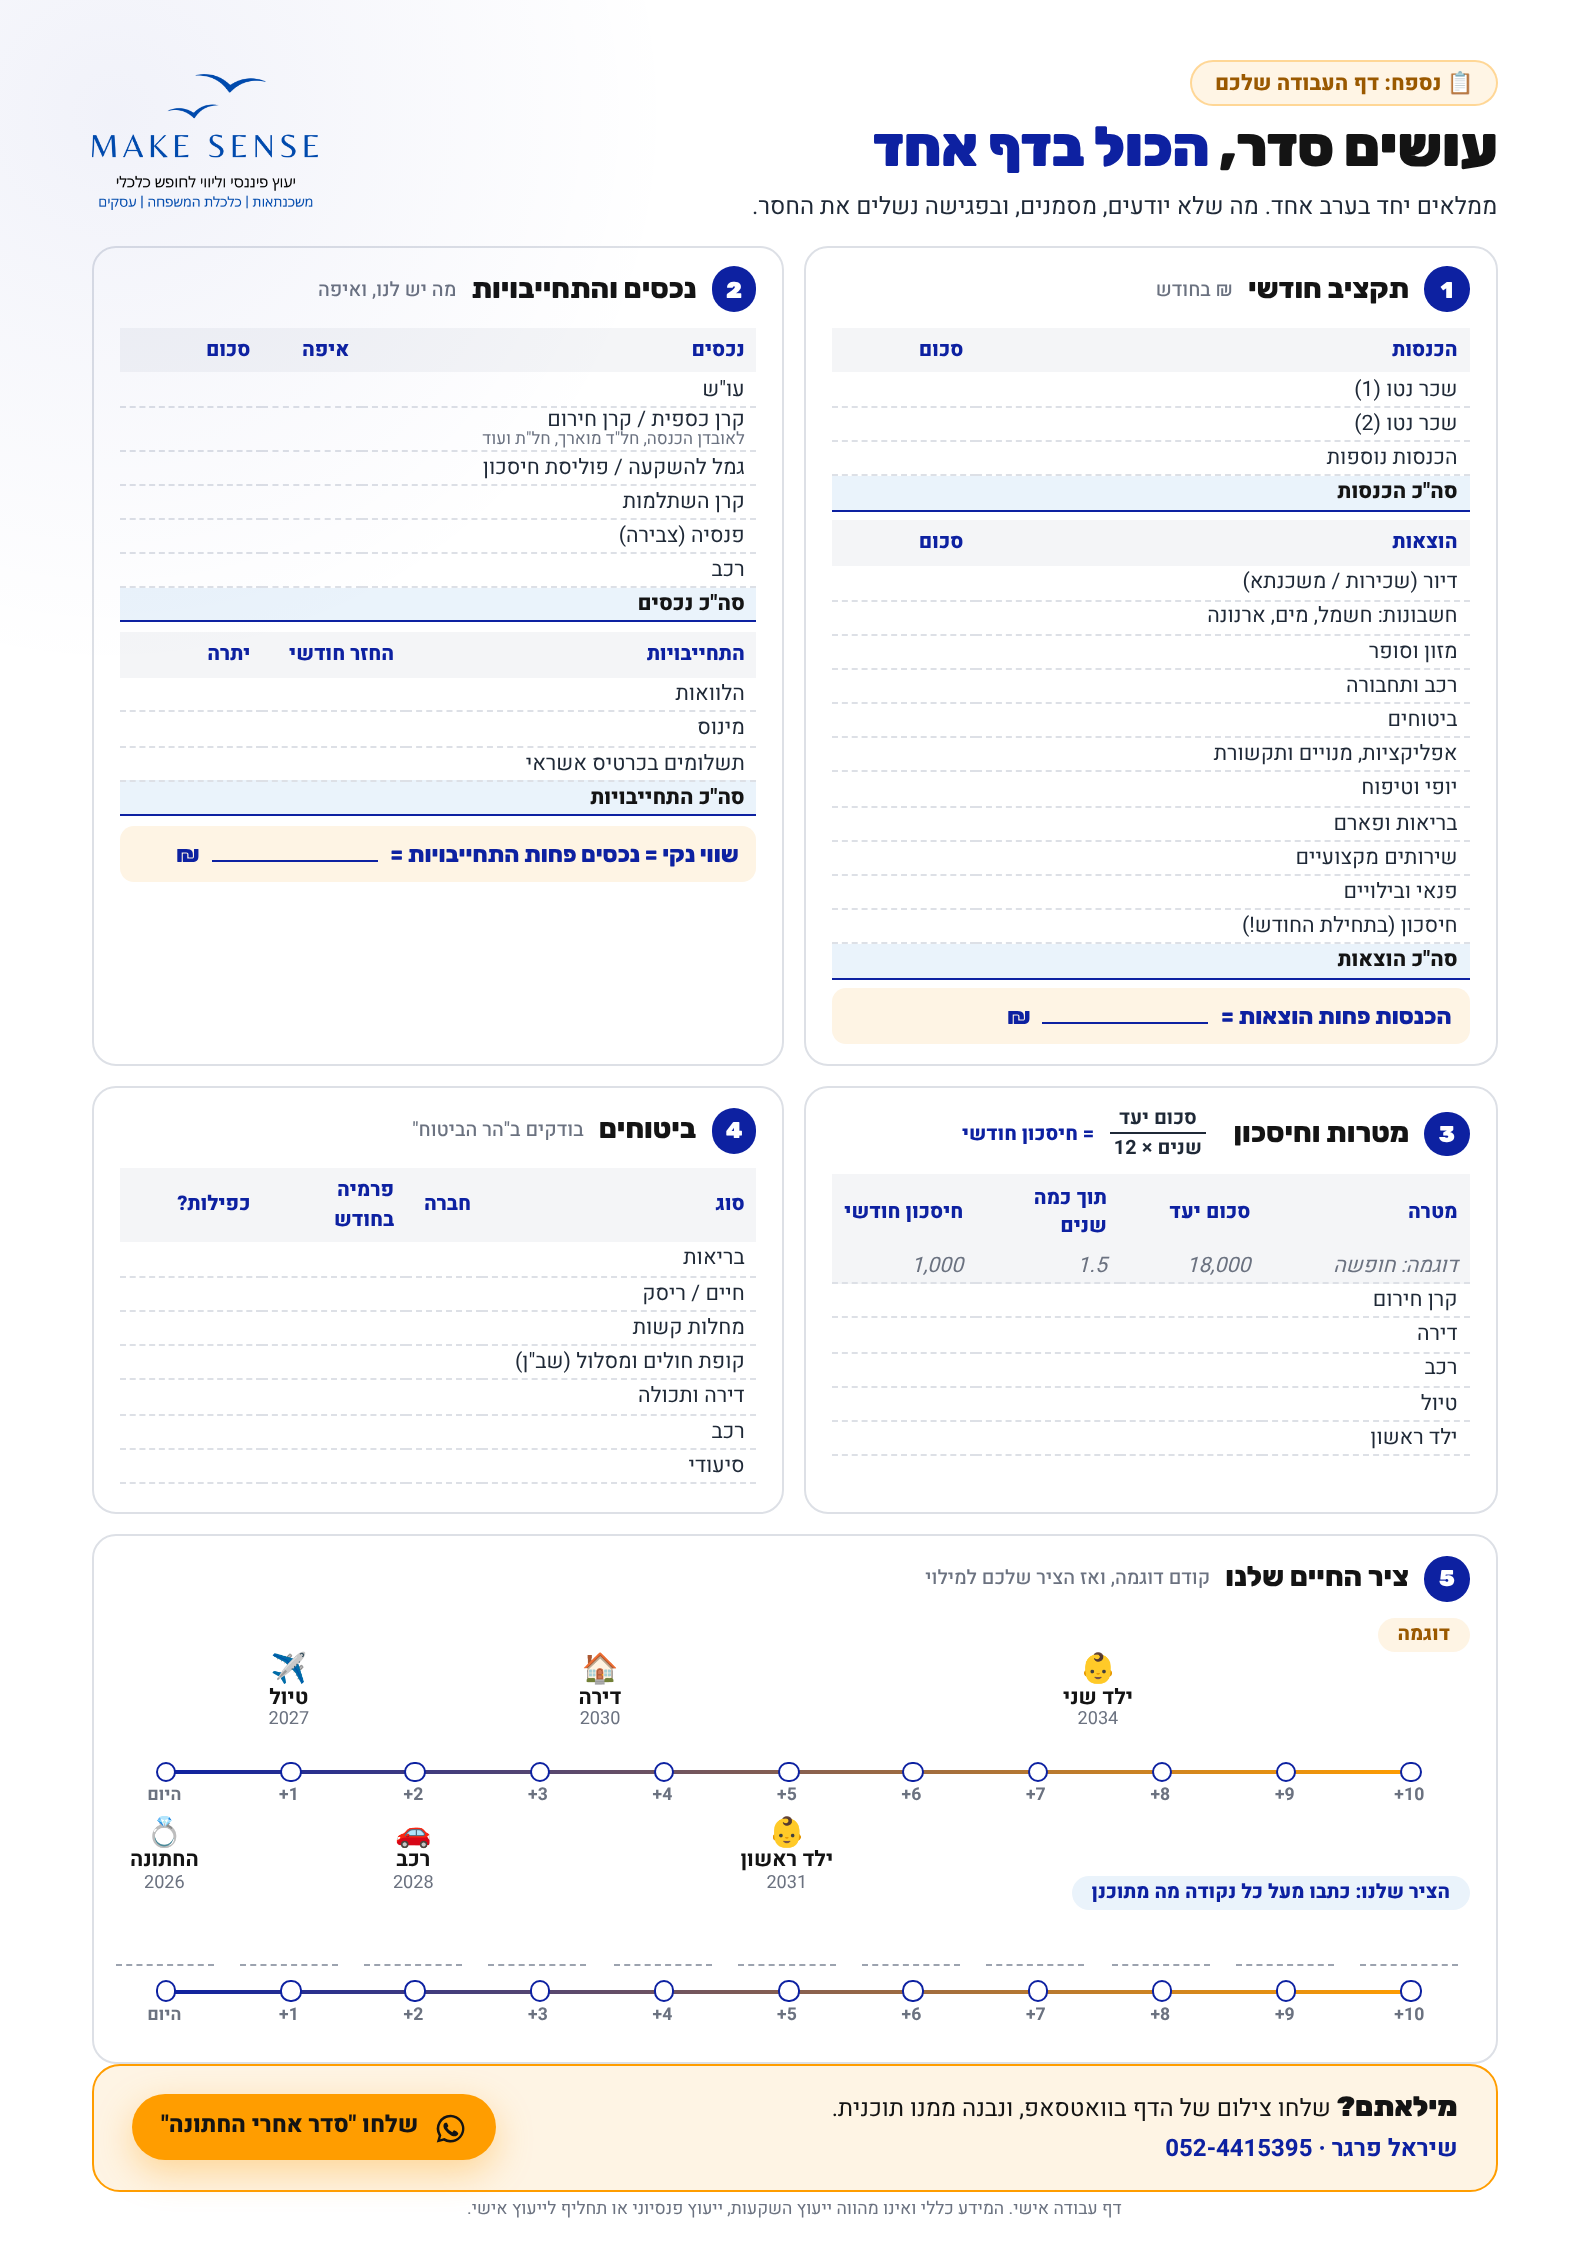 📋 נספח: דף העבודה שלכם
עושים סדר, הכול בדף אחד
ממלאים יחד בערב אחד. מה שלא יודעים, מסמנים, ובפגישה נשלים את החסר.
MAKE SENSE
יעוץ פיננסי וליווי לחופש כלכלי
משכנתאות | כלכלת המשפחה | עסקים
1 תקציב חודשי ₪ בחודש
הכנסות סכום
שכר נטו (1)
שכר נטו (2)
הכנסות נוספות
סה"כ הכנסות
הוצאות סכום
דיור (שכירות / משכנתא)
חשבונות: חשמל, מים, ארנונה
מזון וסופר
רכב ותחבורה
ביטוחים
אפליקציות, מנויים ותקשורת
יופי וטיפוח
בריאות ופארם
שירותים מקצועיים
פנאי ובילויים
חיסכון (בתחילת החודש!)
סה"כ הוצאות
הכנסות פחות הוצאות = ₪
2 נכסים והתחייבויות מה יש לנו, ואיפה
נכסים איפה סכום
עו"ש
קרן כספית / קרן חירום
לאובדן הכנסה, חל"ד מוארך, חל"ת ועוד
גמל להשקעה / פוליסת חיסכון
קרן השתלמות
פנסיה (צבירה)
רכב
סה"כ נכסים
התחייבויות החזר חודשי יתרה
הלוואות
מינוס
תשלומים בכרטיס אשראי
סה"כ התחייבויות
שווי נקי = נכסים פחות התחייבויות = ₪
3 מטרות וחיסכון סכום יעד
שנים × 12
= חיסכון חודשי
מטרה סכום יעד תוך כמה שנים חיסכון חודשי
דוגמה: חופשה 18,000 1.5 1,000
קרן חירום
דירה
רכב
טיול
ילד ראשון
4 ביטוחים בודקים ב"הר הביטוח"
סוג חברה פרמיה בחודש כפילות?
בריאות
חיים / ריסק
מחלות קשות
קופת חולים ומסלול (שב"ן)
דירה ותכולה
רכב
סיעודי
5 ציר החיים שלנו קודם דוגמה, ואז הציר שלכם למילוי
דוגמה
טיול דירה ילד שני
2027 2030 2034
היום +1 +2 +3 +4 +5 +6 +7 +8 +9 +10
החתונה רכב ילד ראשון
2026 2028 2031
הציר שלנו: כתבו מעל כל נקודה מה מתוכנן
היום +1 +2 +3 +4 +5 +6 +7 +8 +9 +10
מילאתם? שלחו צילום של הדף בוואטסאפ, ונבנה ממנו תוכנית.
שיראל פרגר · 052-4415395
שלחו "סדר אחרי החתונה"
דף עבודה אישי. המידע כללי ואינו מהווה ייעוץ השקעות, ייעוץ פנסיוני או תחליף לייעוץ אישי.